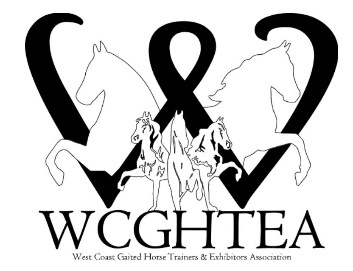 W
WCGHTEA
West Coast Gaited Horse Trainers & Exhibitors Association